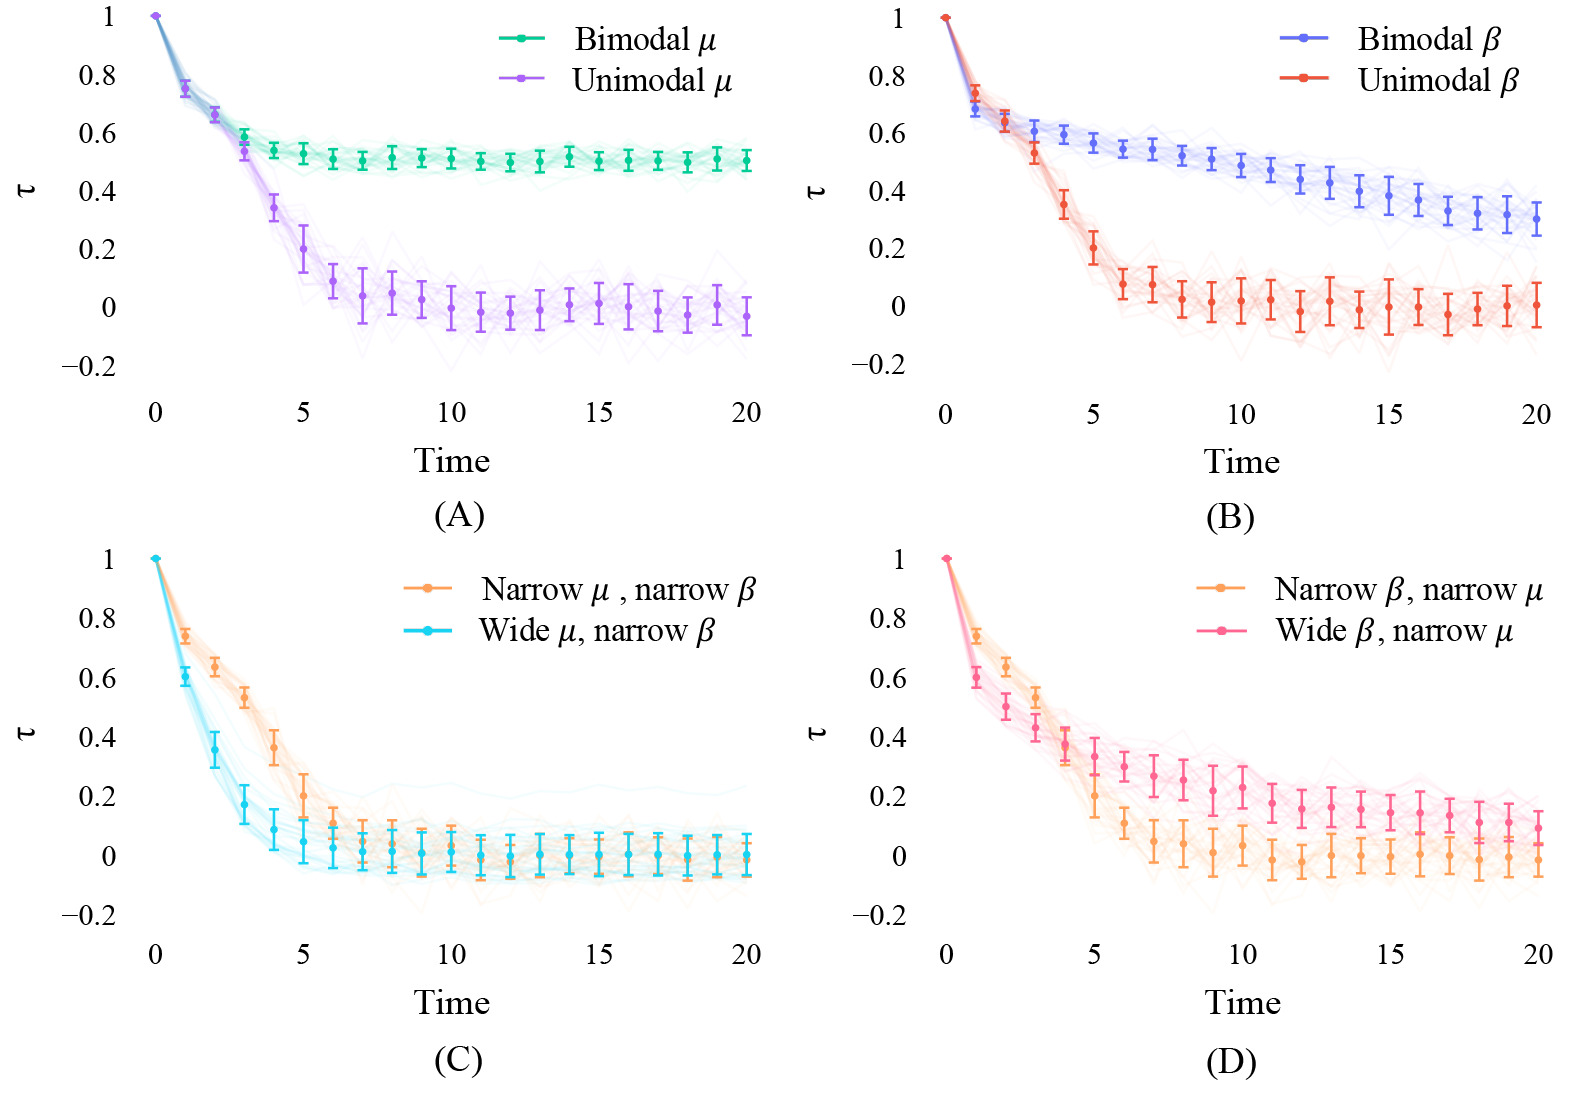 1
0.8
0.6
0.4
0.2
0
−0.2
τ
Bimodal μ
Unimodal μ
0 5 10 15 20
Time
(A)
1
0.8
0.6
0.4
0.2
0
−0.2
τ
Bimodal β
Unimodal β
0 5 10 15 20
Time
(B)
1
0.8
0.6
0.4
0.2
0
−0.2
τ
Narrow μ , narrow β
Wide μ, narrow β
0 5 10 15 20
Time
(C)
1
0.8
0.6
0.4
0.2
0
−0.2
τ
Narrow β, narrow μ
Wide β, narrow μ
0 5 10 15 20
Time
(D)